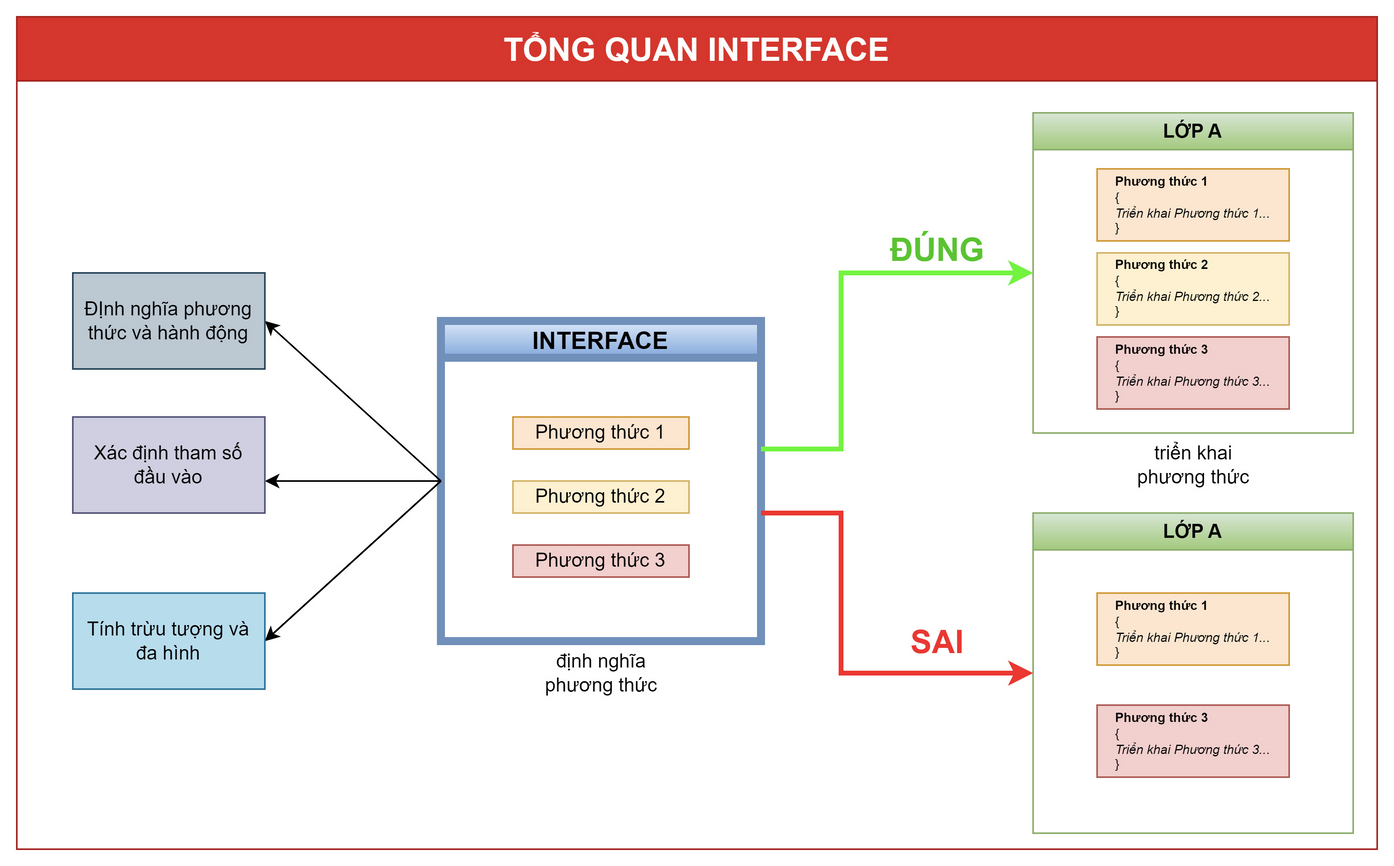 TỔNG QUAN INTERFACE
ĐỊnh nghĩa phương
thức và hành động
Xác định tham số
đầu vào
Tính trừu tượng và
đa hình
INTERFACE
Phương thức 1
Phương thức 2
Phương thức 3
định nghĩa
phương thức
ĐÚNG
SAI
LỚP A
Phương thức 1
{
Triển khai Phương thức 1...
}
Phương thức 2
{
Triển khai Phương thức 2...
}
Phương thức 3
{
Triển khai Phương thức 3...
}
triển khai
phương thức
LỚP A
Phương thức 1
{
Triển khai Phương thức 1...
}
Phương thức 3
{
Triển khai Phương thức 3...
}